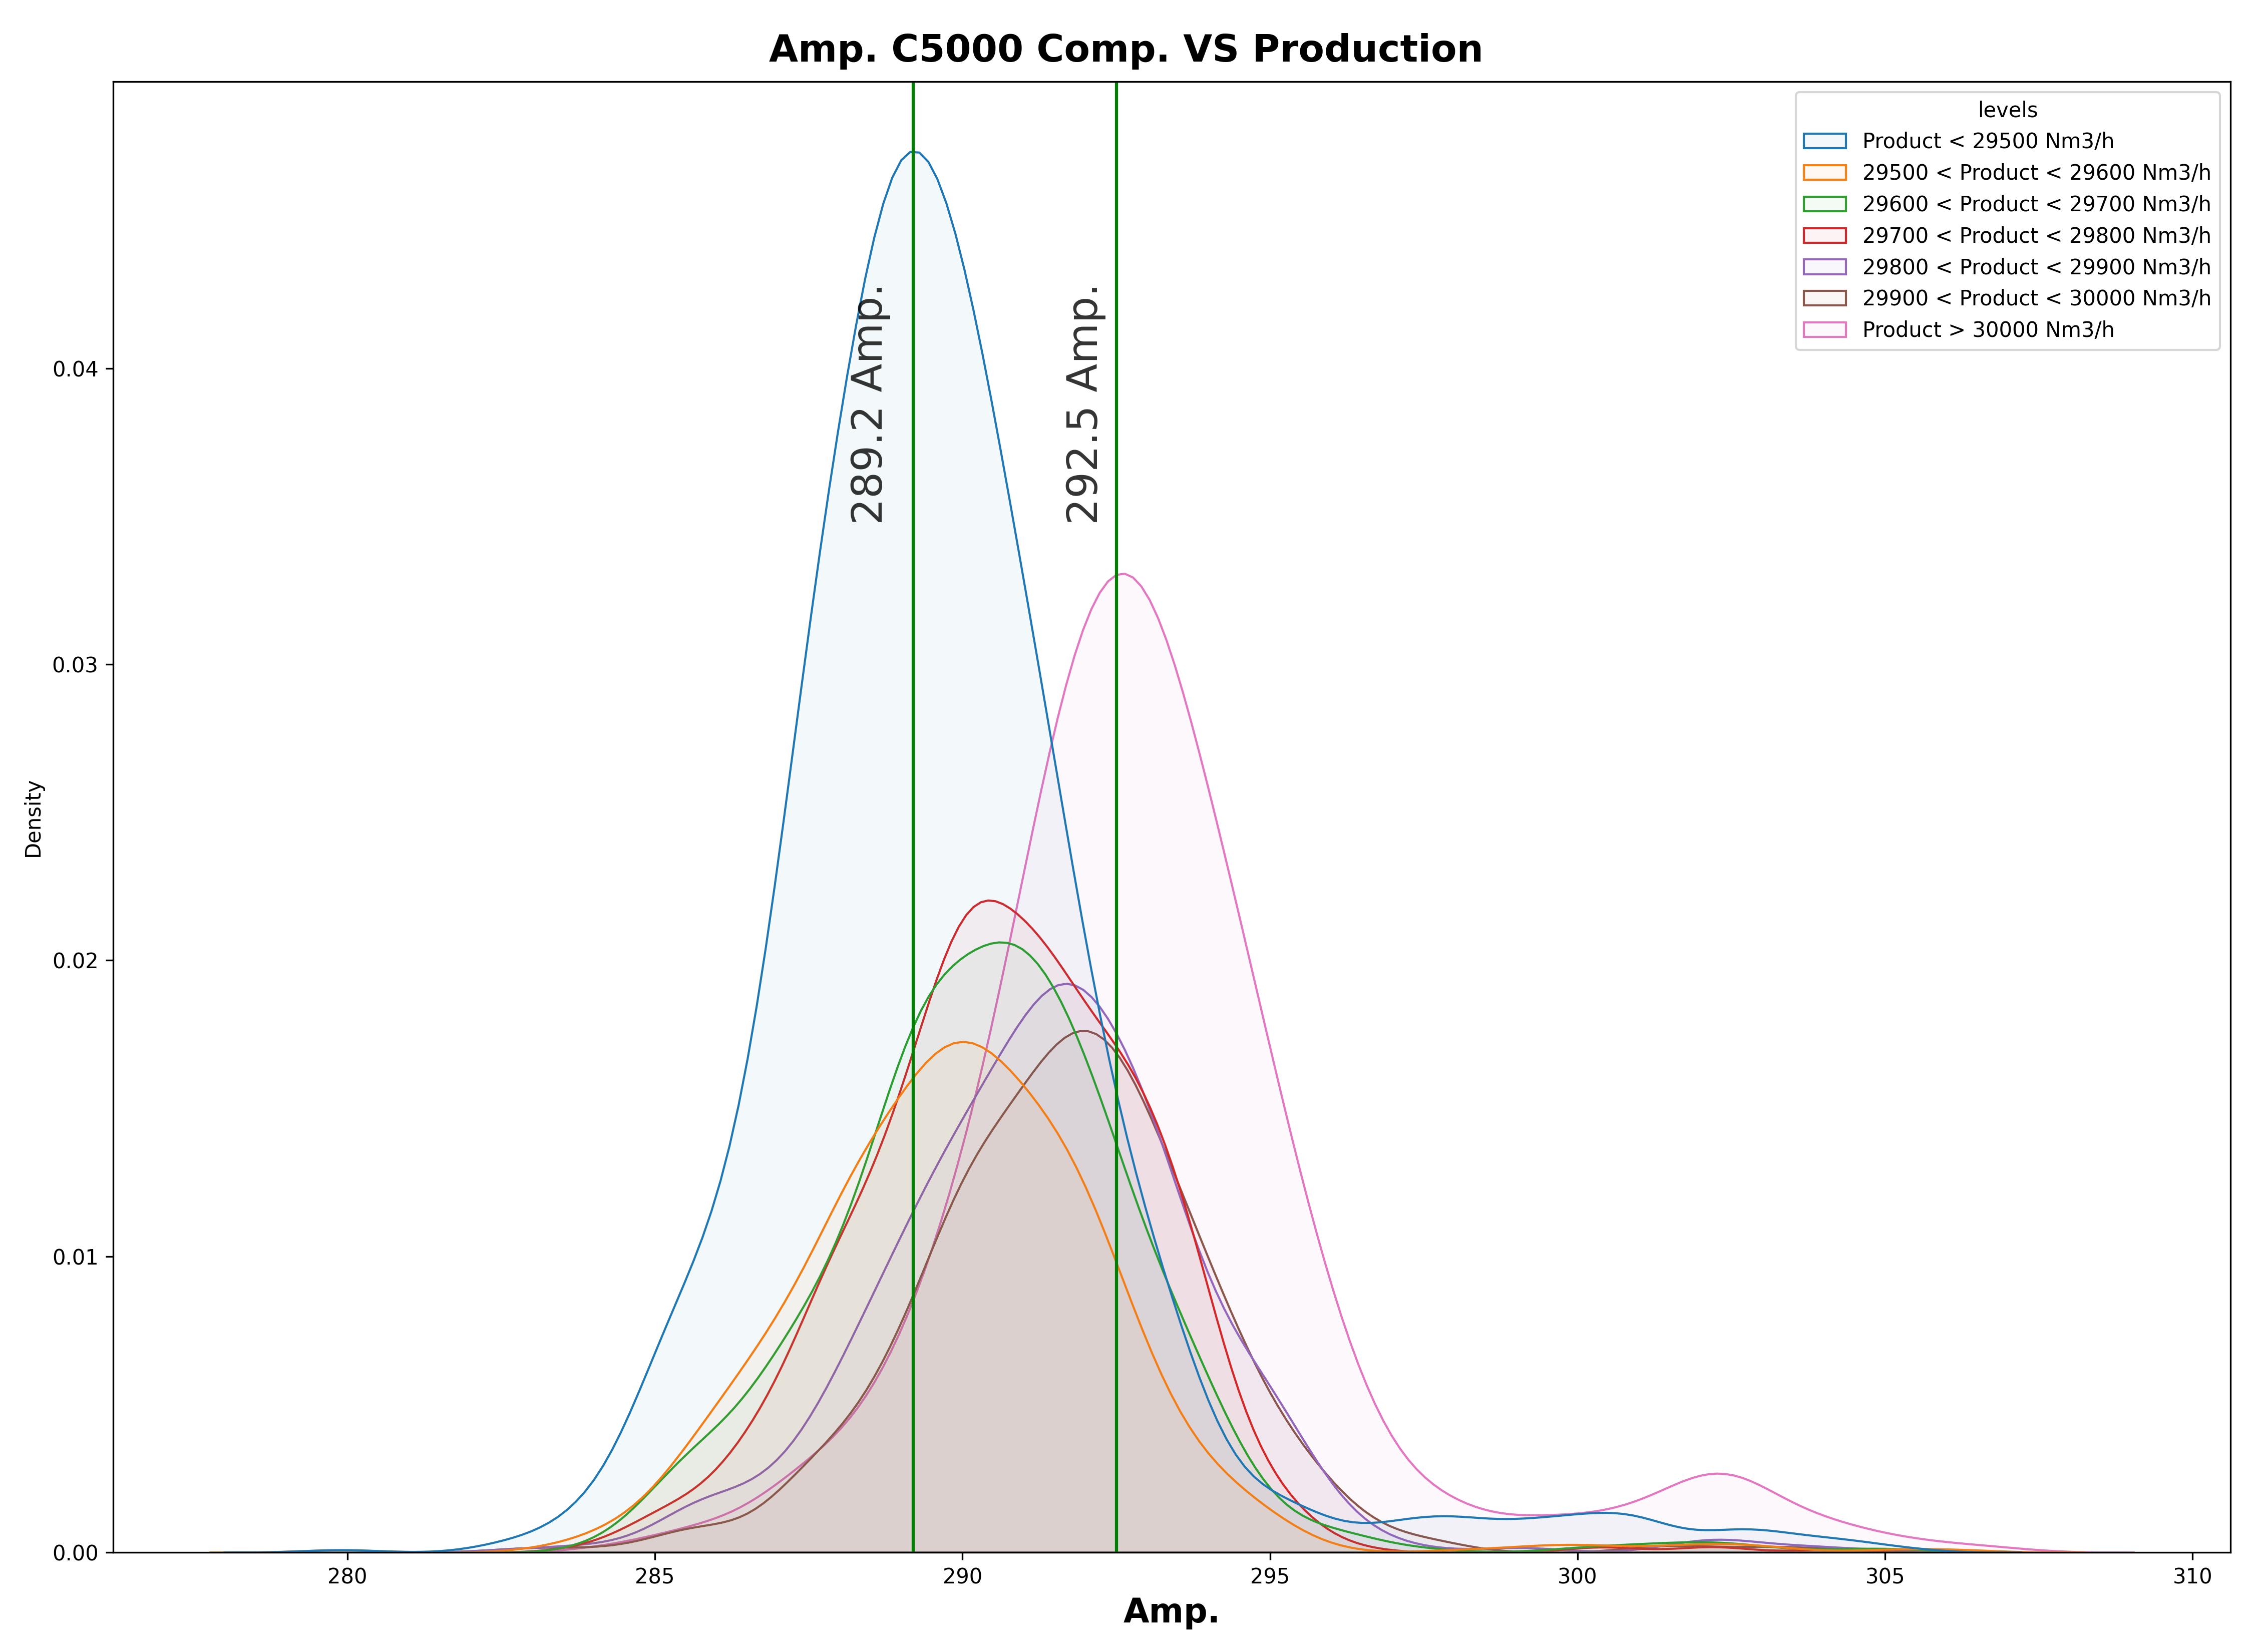 Amp. C5000 Comp. VS Production
levels
Product < 29500 Nm3/h
29500 < Product < 29600 Nm3/h
29600 < Product < 29700 Nm3/h
29700 < Product < 29800 Nm3/h
29800 < Product < 29900 Nm3/h
29900 < Product < 30000 Nm3/h
Product > 30000 Nm3/h
289.2 Amp.
292.5 Amp.
Density
0.04
0.03
0.02
0.01
0.00
280
285
290
295
300
305
310
Amp.